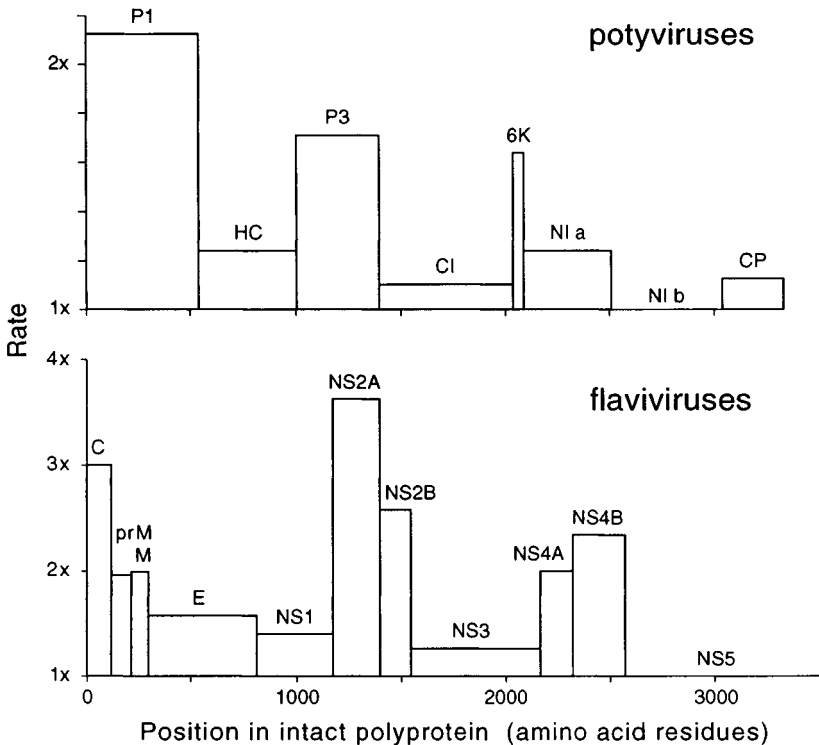 P1
potyviruses
2x
P3
6K
HC
NI a
CI
CP
NI b
1x
Rate
4x
NS2A
flaviviruses
C
3x
NS2B
prM
M
NS4B
NS4A
2x
E
NS1
NS3
NS5
1x
0 1000 2000 3000
Position in intact polyprotein (amino acid residues)